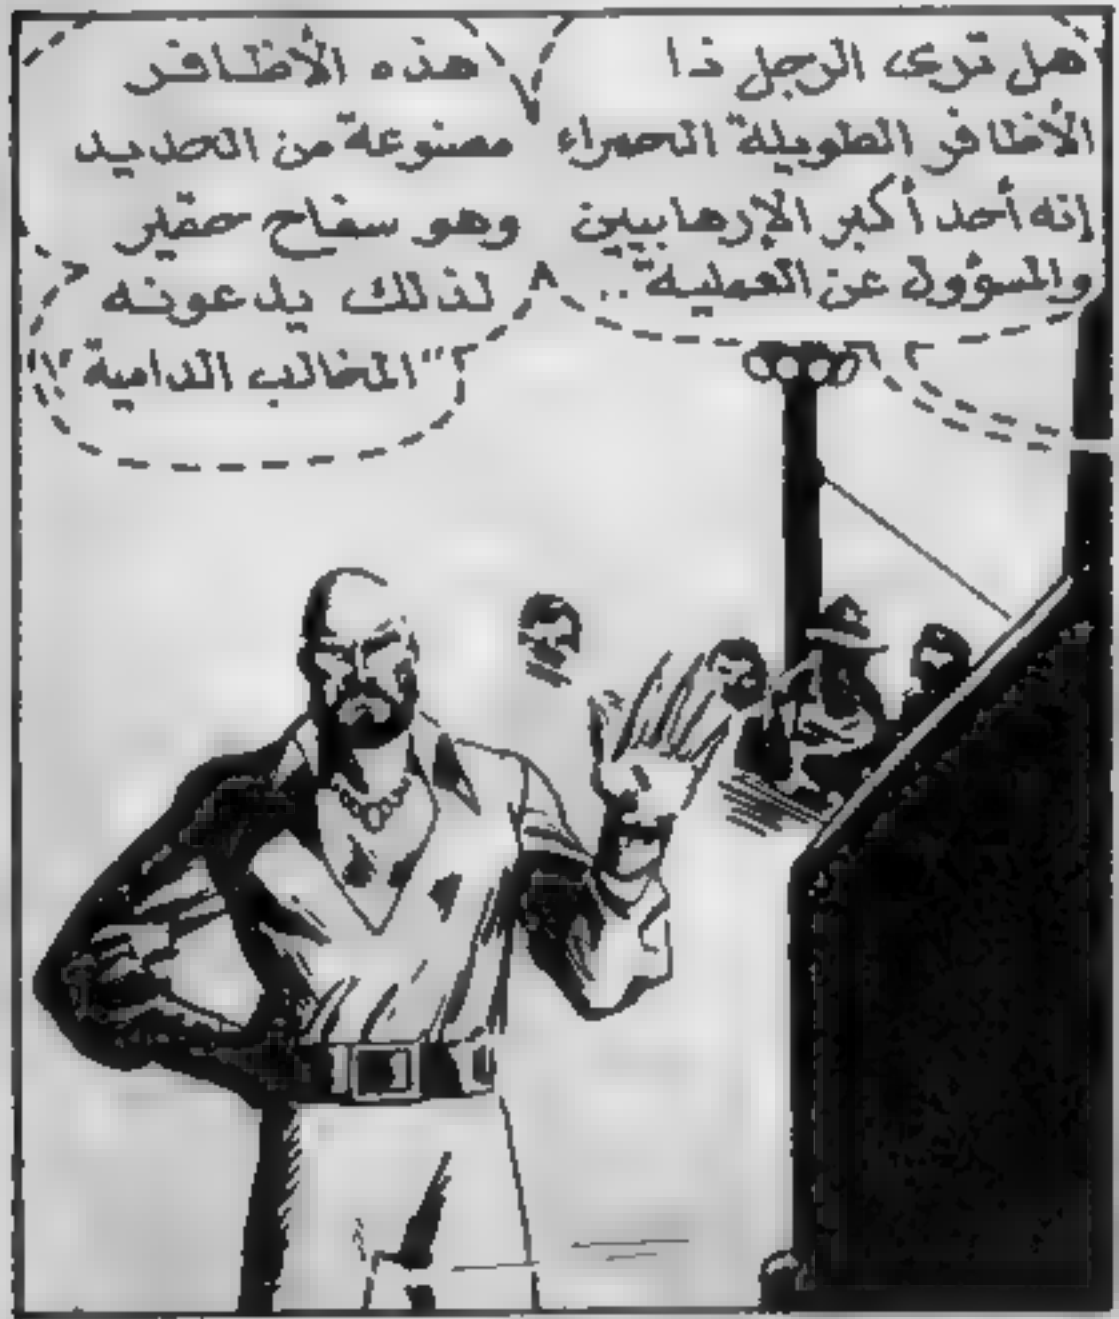 هل ترى الرجل ذا
الأظافر الطويلة الحمراء
إنه أحد أكبر الإرهابيين
والمسؤول عن العملية..
هذه الأظافر
مصنوعة من الحديد
وهو سفاح حقير
لذلك يدعونه
"المخالب الدامية"!